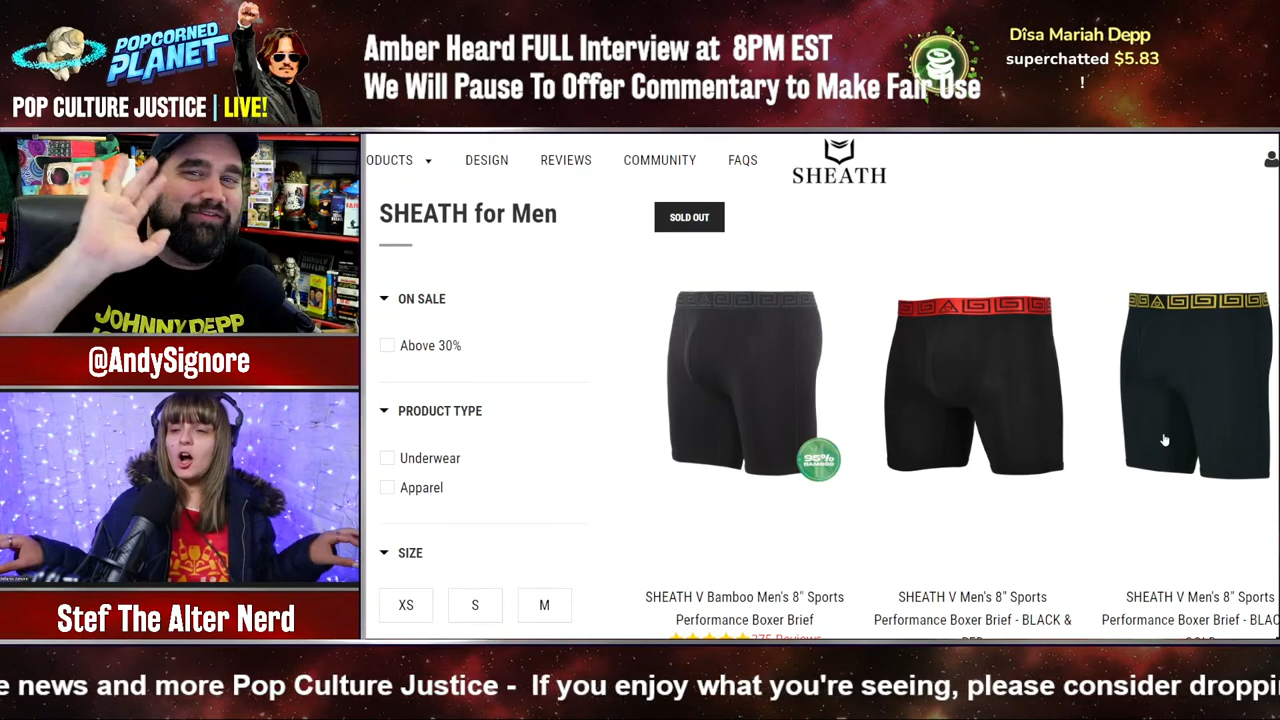 POPCORNED
PLANET
POP CULTURE JUSTICE | LIVE!
Amber Heard FULL Interview at 8PM EST
We Will Pause To Offer Commentary to Make Fair Use
Dîsa Mariah Depp
superchatted $5.83
!
JOHNNY DEPP
@AndySignore
Stef The Alter Nerd
ODUCTS
DESIGN
REVIEWS
COMMUNITY
FAQS
SHEATH
SHEATH for Men
SOLD OUT
ON SALE
Above 30%
PRODUCT TYPE
Underwear
Apparel
SIZE
XS
S
M
95%
BAMBOO
SHEATH V Bamboo Men's 8" Sports
Performance Boxer Brief
275 Reviews
SHEATH V Men's 8" Sports
Performance Boxer Brief - BLACK &
RED
SHEATH V Men's 8" Sports
Performance Boxer Brief - BLAC
GOLD
e news and more Pop Culture Justice - If you enjoy what you're seeing, please consider droppi